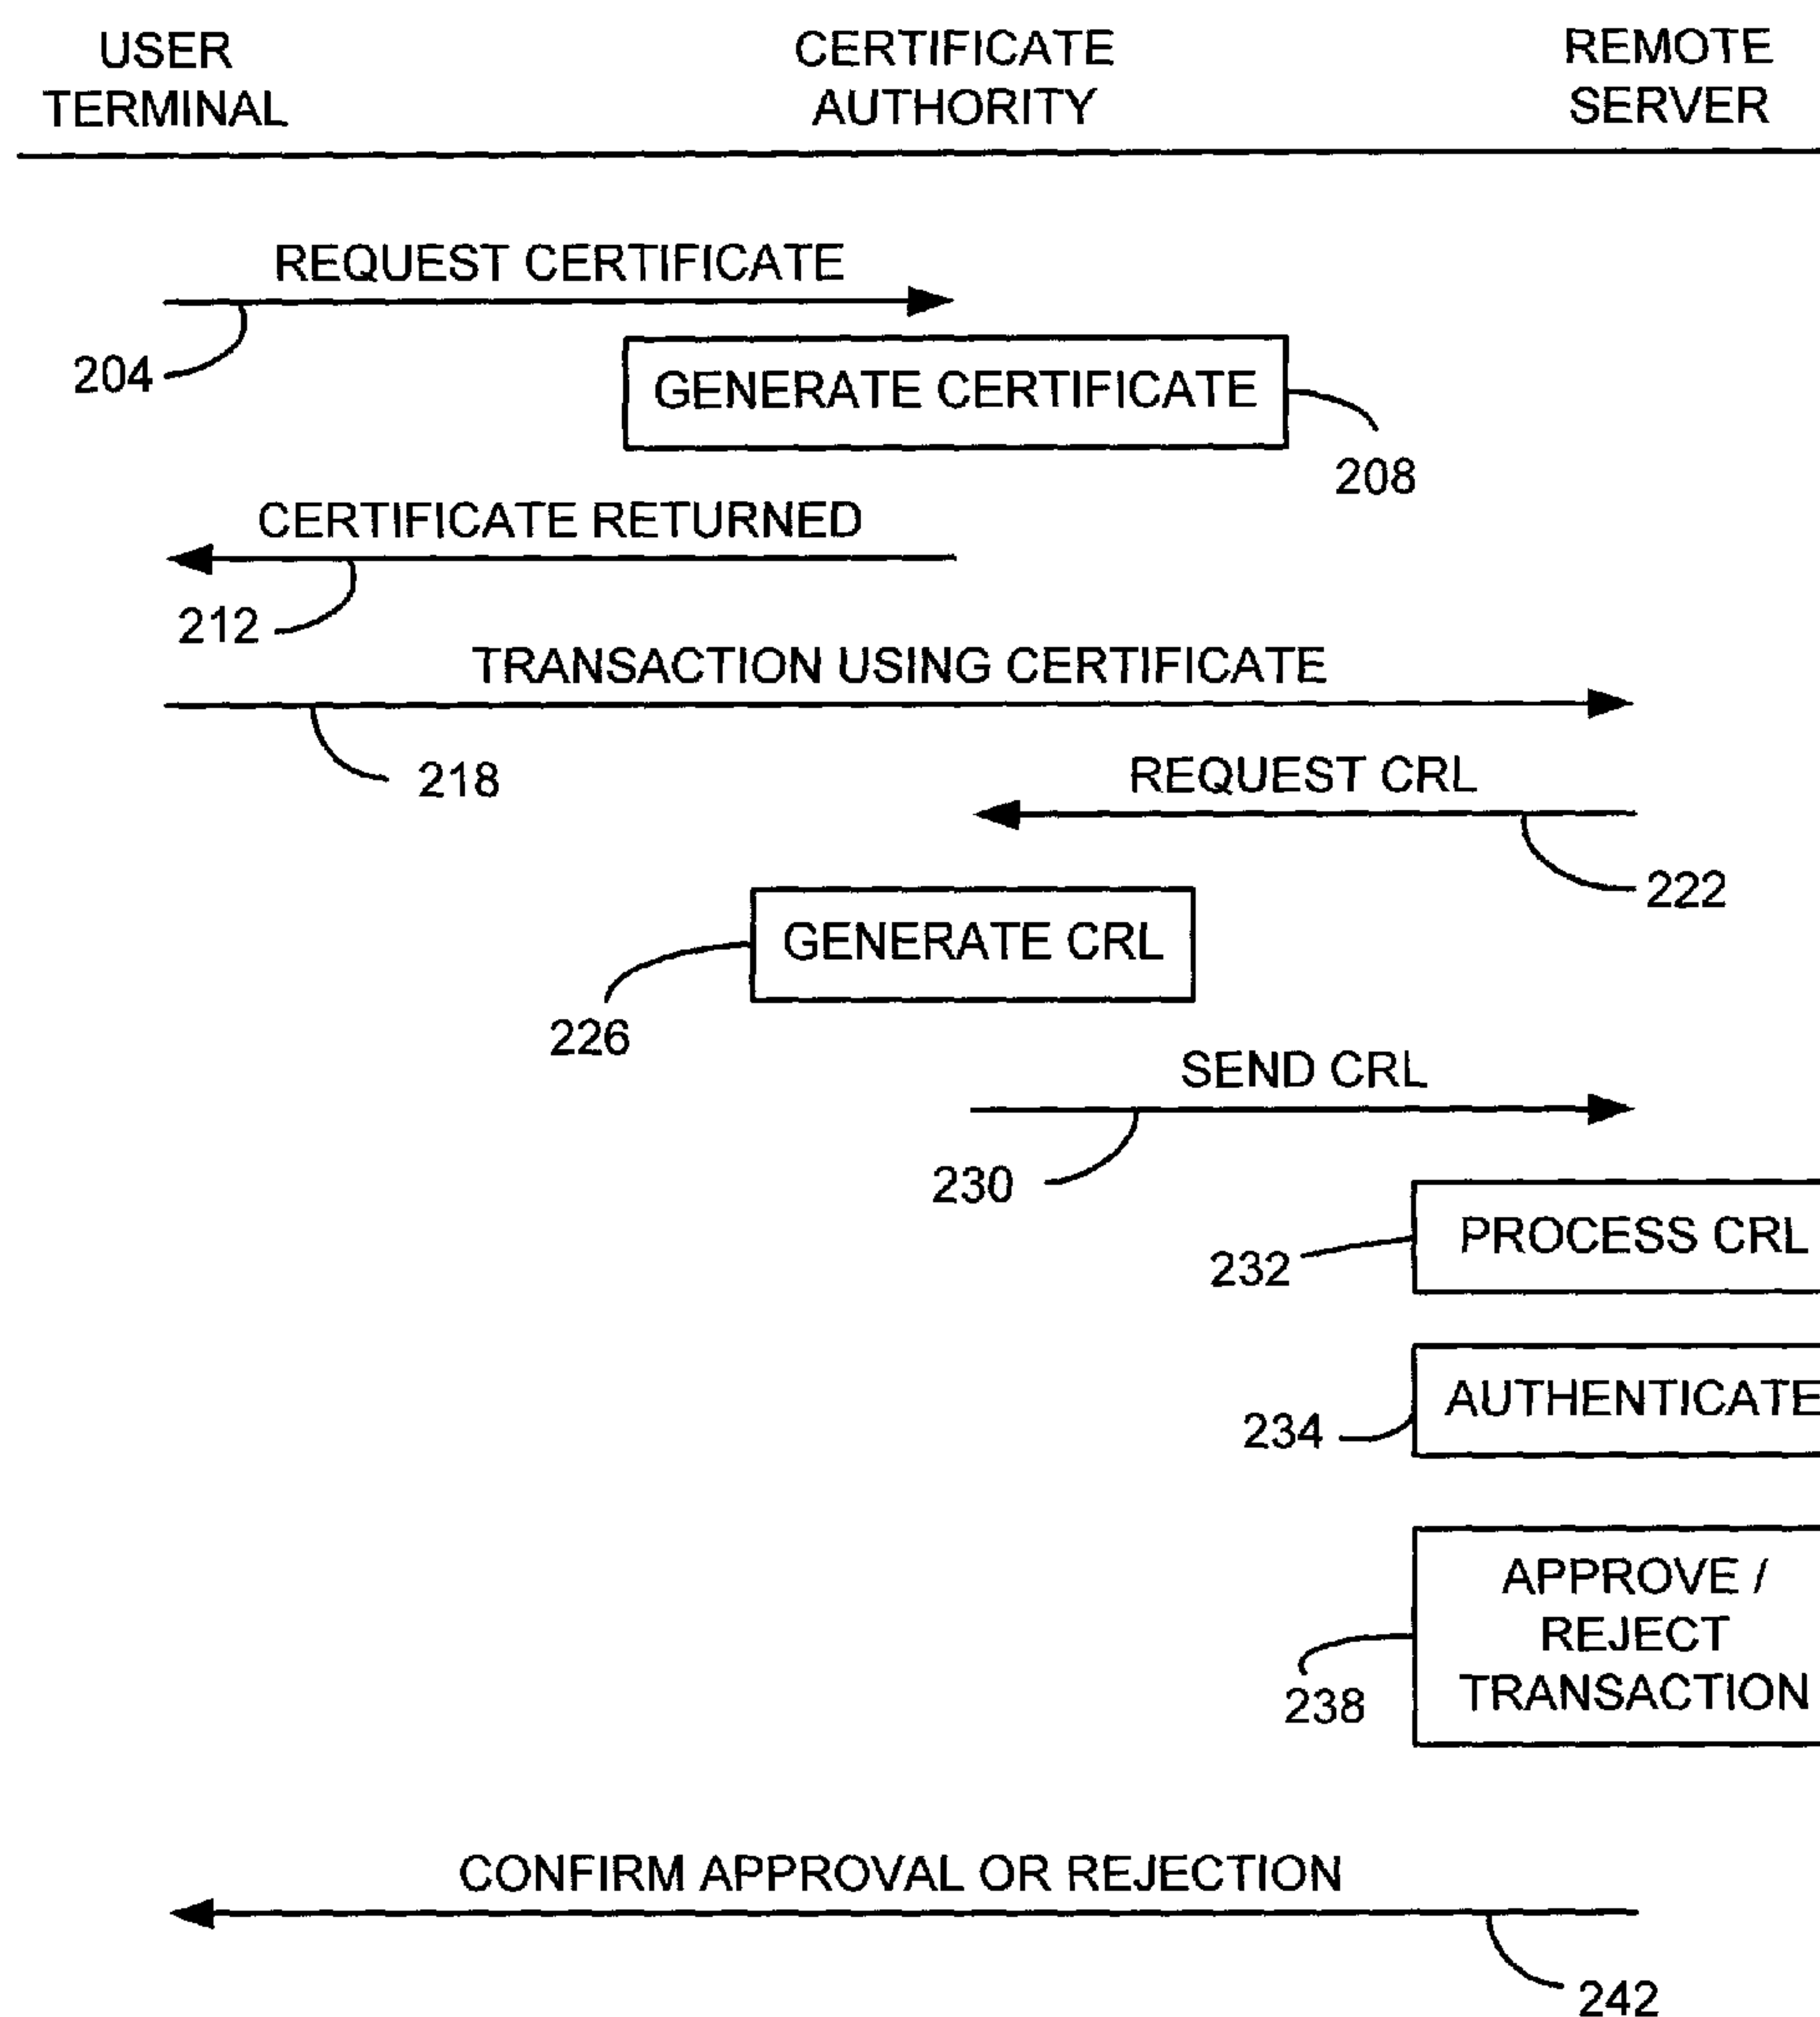 USER
TERMINAL
CERTIFICATE
AUTHORITY
REMOTE
SERVER
REQUEST CERTIFICATE
204
GENERATE CERTIFICATE
208
CERTIFICATE RETURNED
212
TRANSACTION USING CERTIFICATE
218
REQUEST CRL
222
GENERATE CRL
226
SEND CRL
230
PROCESS CRL
232
AUTHENTICATE
234
APPROVE /
REJECT
TRANSACTION
238
CONFIRM APPROVAL OR REJECTION
242